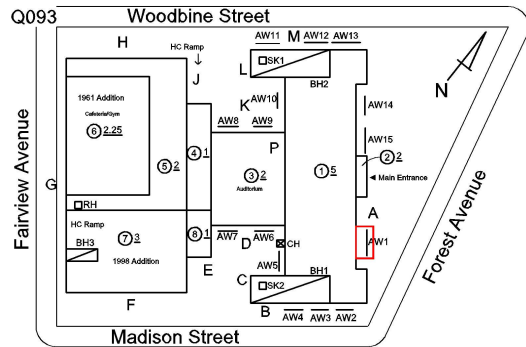 Q093
Woodbine Street
H
HC Ramp
J
AW11
M
AW12
AW13
L
SK1
BH2
1961 Addition
Cafeteria/Gym
6 2.25
K
AW10
AW14
N
AW8
AW9
4 1
P
AW15
5 2
3 2
Auditorium
1 5
2 2
Main Entrance
G
RH
HC Ramp
7 3
BH3
1998 Addition
8 1
AW7
D
AW6
CH
A
AW1
E
AW5
C
SK2
BH1
F
B
AW4
AW3
AW2
Fairview Avenue
Forest Avenue
Madison Street